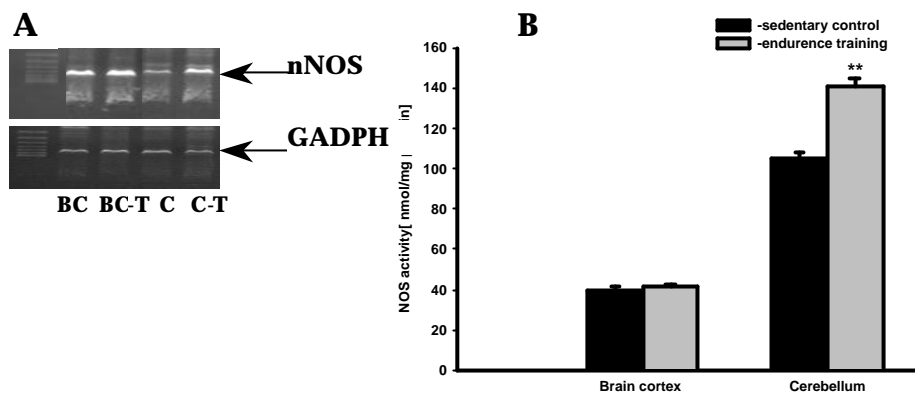 A
nNOS
GADPH
BC BC-T C C-T
B
-sedentary control
-endurence training
160
140
120
100
80
60
40
20
0
NOS activity[ nmol/mg in]
**
Brain cortex
Cerebellum